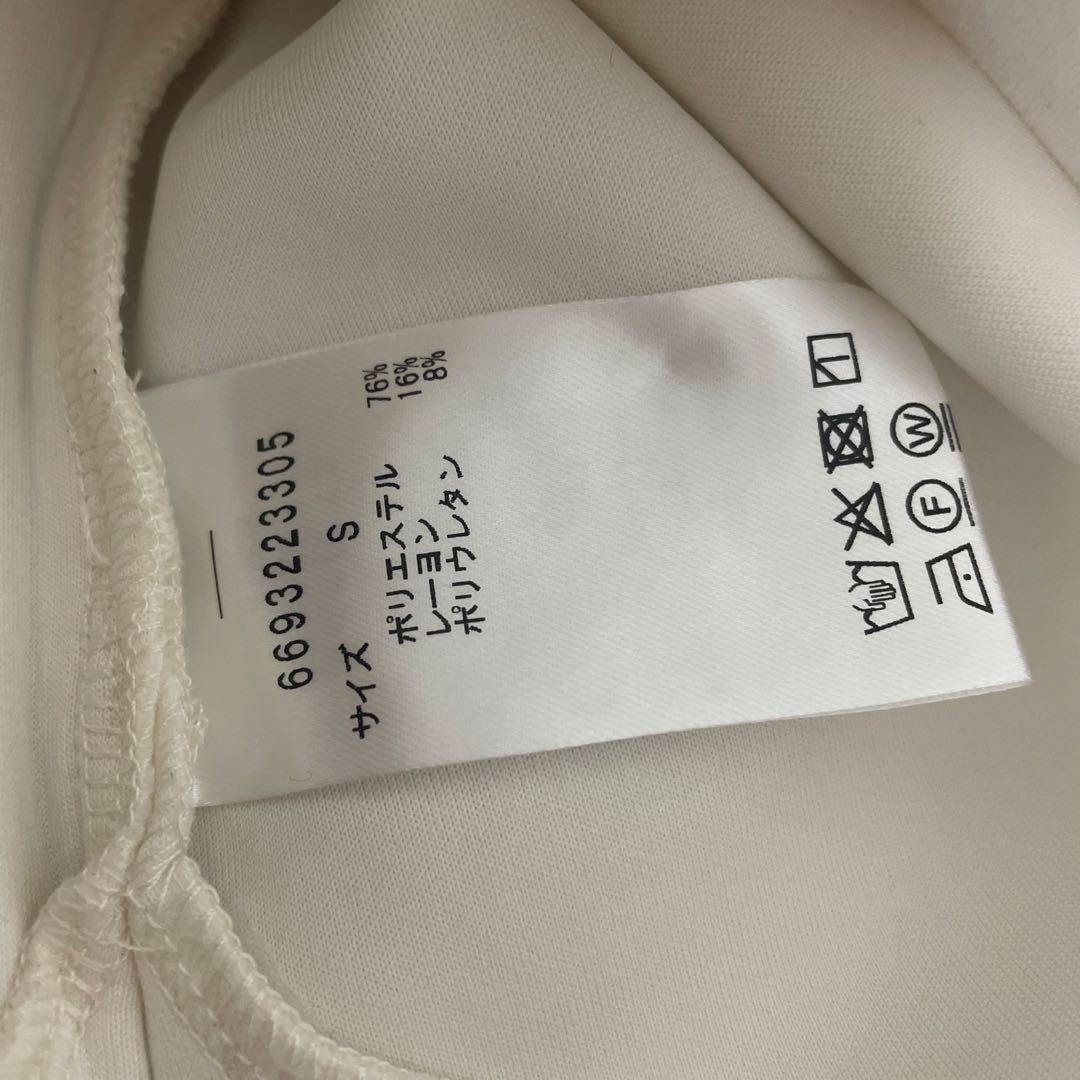 6693223305
サイズ S
ポリエステル 76%
レーヨン 16%
ポリウレタン 8%
F W